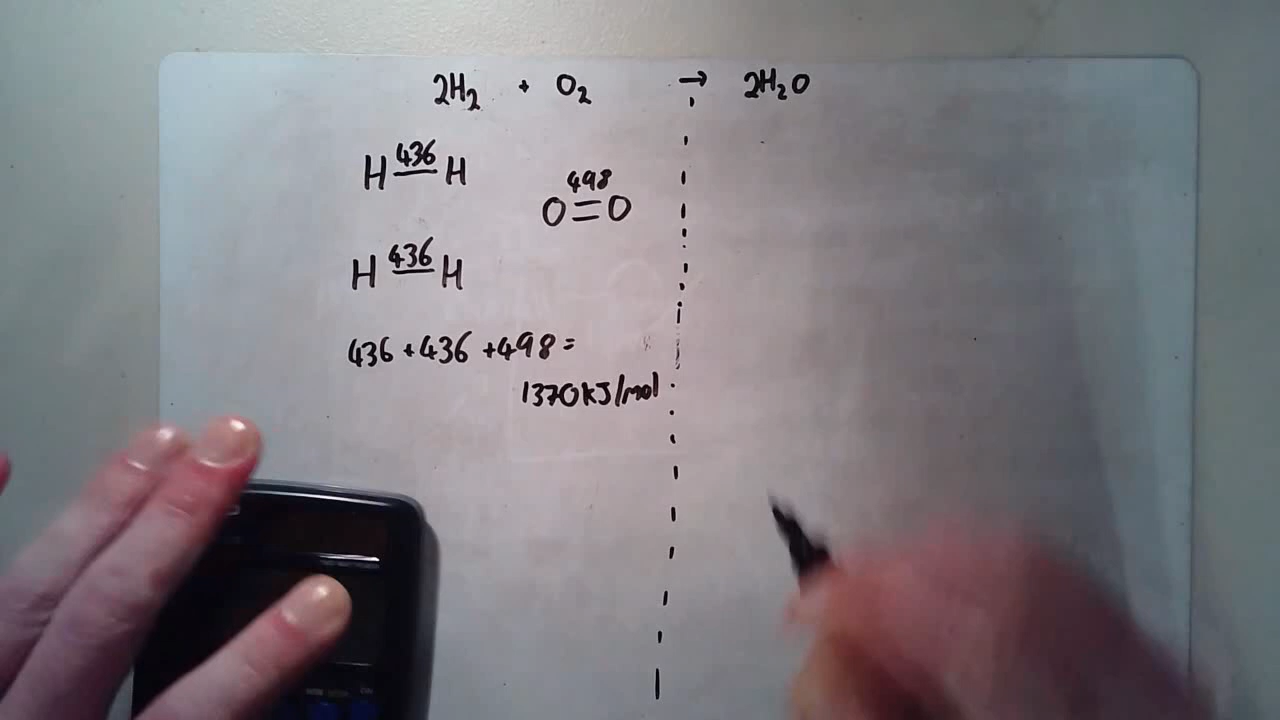 2H₂ + O₂ → 2H₂O
H 436 H
498
O=O
H 436 H
436 + 436 + 498 =
1370 kJ/mol